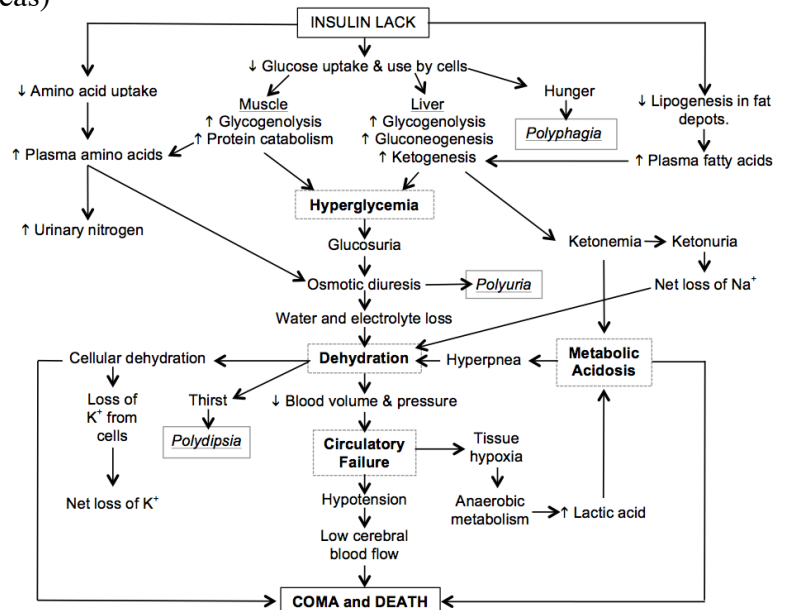 eas)
INSULIN LACK
↓ Glucose uptake & use by cells
↓ Amino acid uptake
Muscle
↑ Glycogenolysis
↑ Protein catabolism
Liver
↑ Glycogenolysis
↑ Gluconeogenesis
↑ Ketogenesis
Hunger
Polyphagia
↓ Lipogenesis in fat
depots.
↑ Plasma amino acids
↑ Plasma fatty acids
Hyperglycemia
↑ Urinary nitrogen
Glucosuria
Ketonemia
Ketonuria
Osmotic diuresis
Polyuria
Net loss of Na⁺
Water and electrolyte loss
Cellular dehydration
Dehydration
Hyperpnea
Metabolic
Acidosis
Loss of
K⁺ from
cells
Thirst
Polydipsia
↓ Blood volume & pressure
Circulatory
Failure
Tissue
hypoxia
Net loss of K⁺
Hypotension
Anaerobic
metabolism
↑ Lactic acid
Low cerebral
blood flow
COMA and DEATH